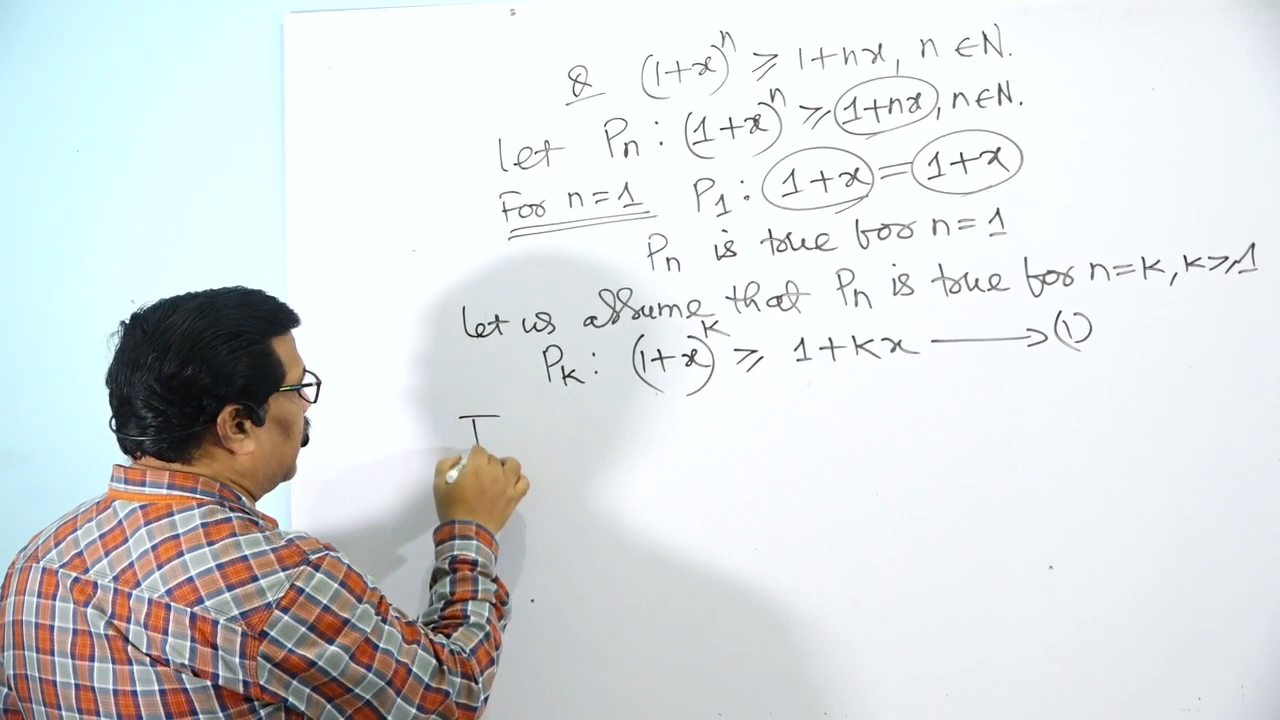 Q (1+x)^n ≥ 1+nx, n ∈ N.
Let Pn : (1+x)^n ≥ 1+nx, n ∈ N.
For n=1 P1 : 1+x = 1+x
Pn is true for n=1
Let us assume that Pn is true for n=k, k≥1
Pk : (1+x)^k ≥ 1+kx ⟶ (1)
T